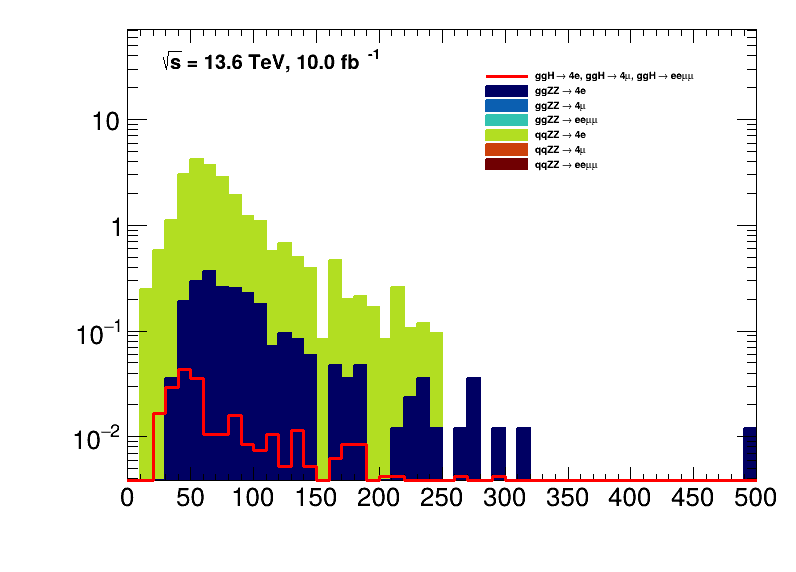 √s = 13.6 TeV, 10.0 fb⁻¹
ggH→4e, ggH→4μ, ggH→eeμμ
ggZZ→4e
ggZZ→4μ
ggZZ→eeμμ
qqZZ→4e
qqZZ→4μ
qqZZ→eeμμ
10
1
10⁻¹
10⁻²
0 50 100 150 200 250 300 350 400 450 500